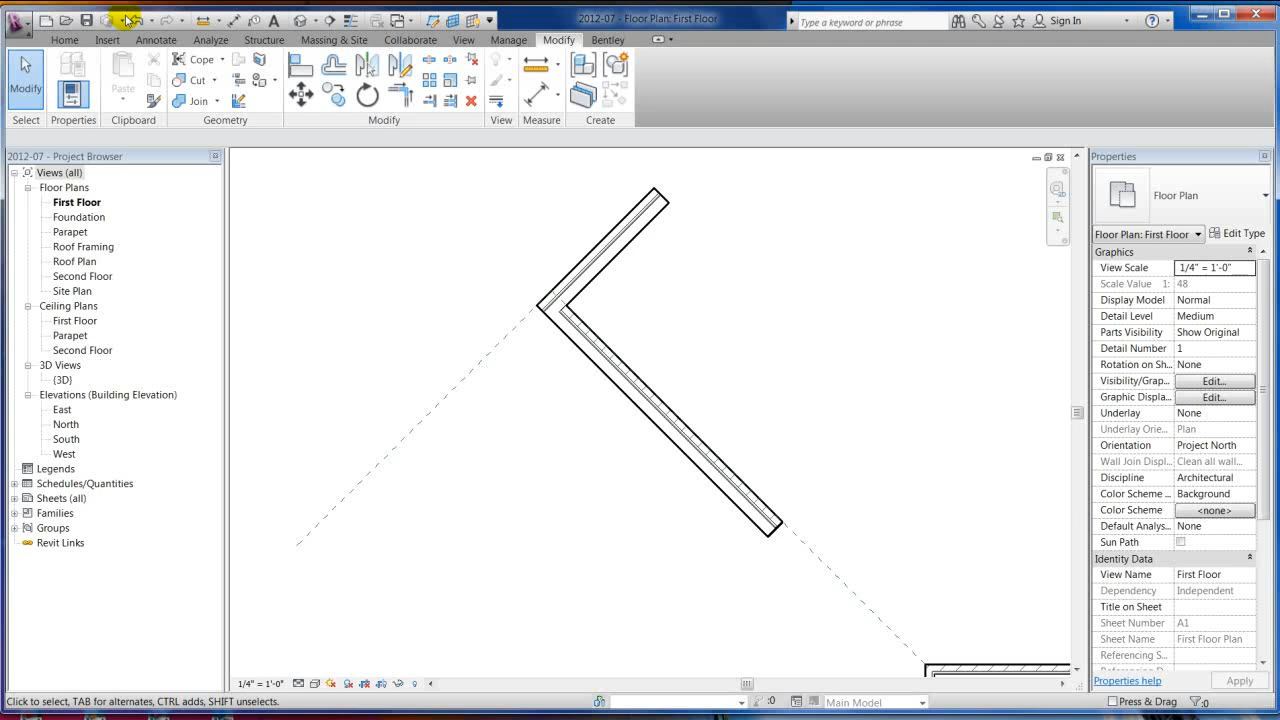 2012-07 - Floor Plan: First Floor
Type a keyword or phrase
Sign In
Home Insert Annotate Analyze Structure Massing & Site Collaborate View Manage Modify Bentley
Modify
Paste
Cope
Cut
Join
Select Properties Clipboard Geometry Modify View Measure Create
2012-07 - Project Browser
Views (all)
Floor Plans
First Floor
Foundation
Parapet
Roof Framing
Roof Plan
Second Floor
Site Plan
Ceiling Plans
First Floor
Parapet
Second Floor
3D Views
{3D}
Elevations (Building Elevation)
East
North
South
West
Legends
Schedules/Quantities
Sheets (all)
Families
Groups
Revit Links
1/4" = 1'-0"
Properties
Floor Plan
Floor Plan: First Floor
Edit Type
Graphics
View Scale 1/4" = 1'-0"
Scale Value 1: 48
Display Model Normal
Detail Level Medium
Parts Visibility Show Original
Detail Number 1
Rotation on Sh... None
Visibility/Grap... Edit...
Graphic Displa... Edit...
Underlay None
Underlay Orie... Plan
Orientation Project North
Wall Join Displ... Clean all wall...
Discipline Architectural
Color Scheme ... Background
Color Scheme <none>
Default Analys... None
Sun Path
Identity Data
View Name First Floor
Dependency Independent
Title on Sheet
Sheet Number A1
Sheet Name First Floor Plan
Referencing S...
Properties help
Apply
Click to select, TAB for alternates, CTRL adds, SHIFT unselects.
:0
Main Model
Press & Drag
:0